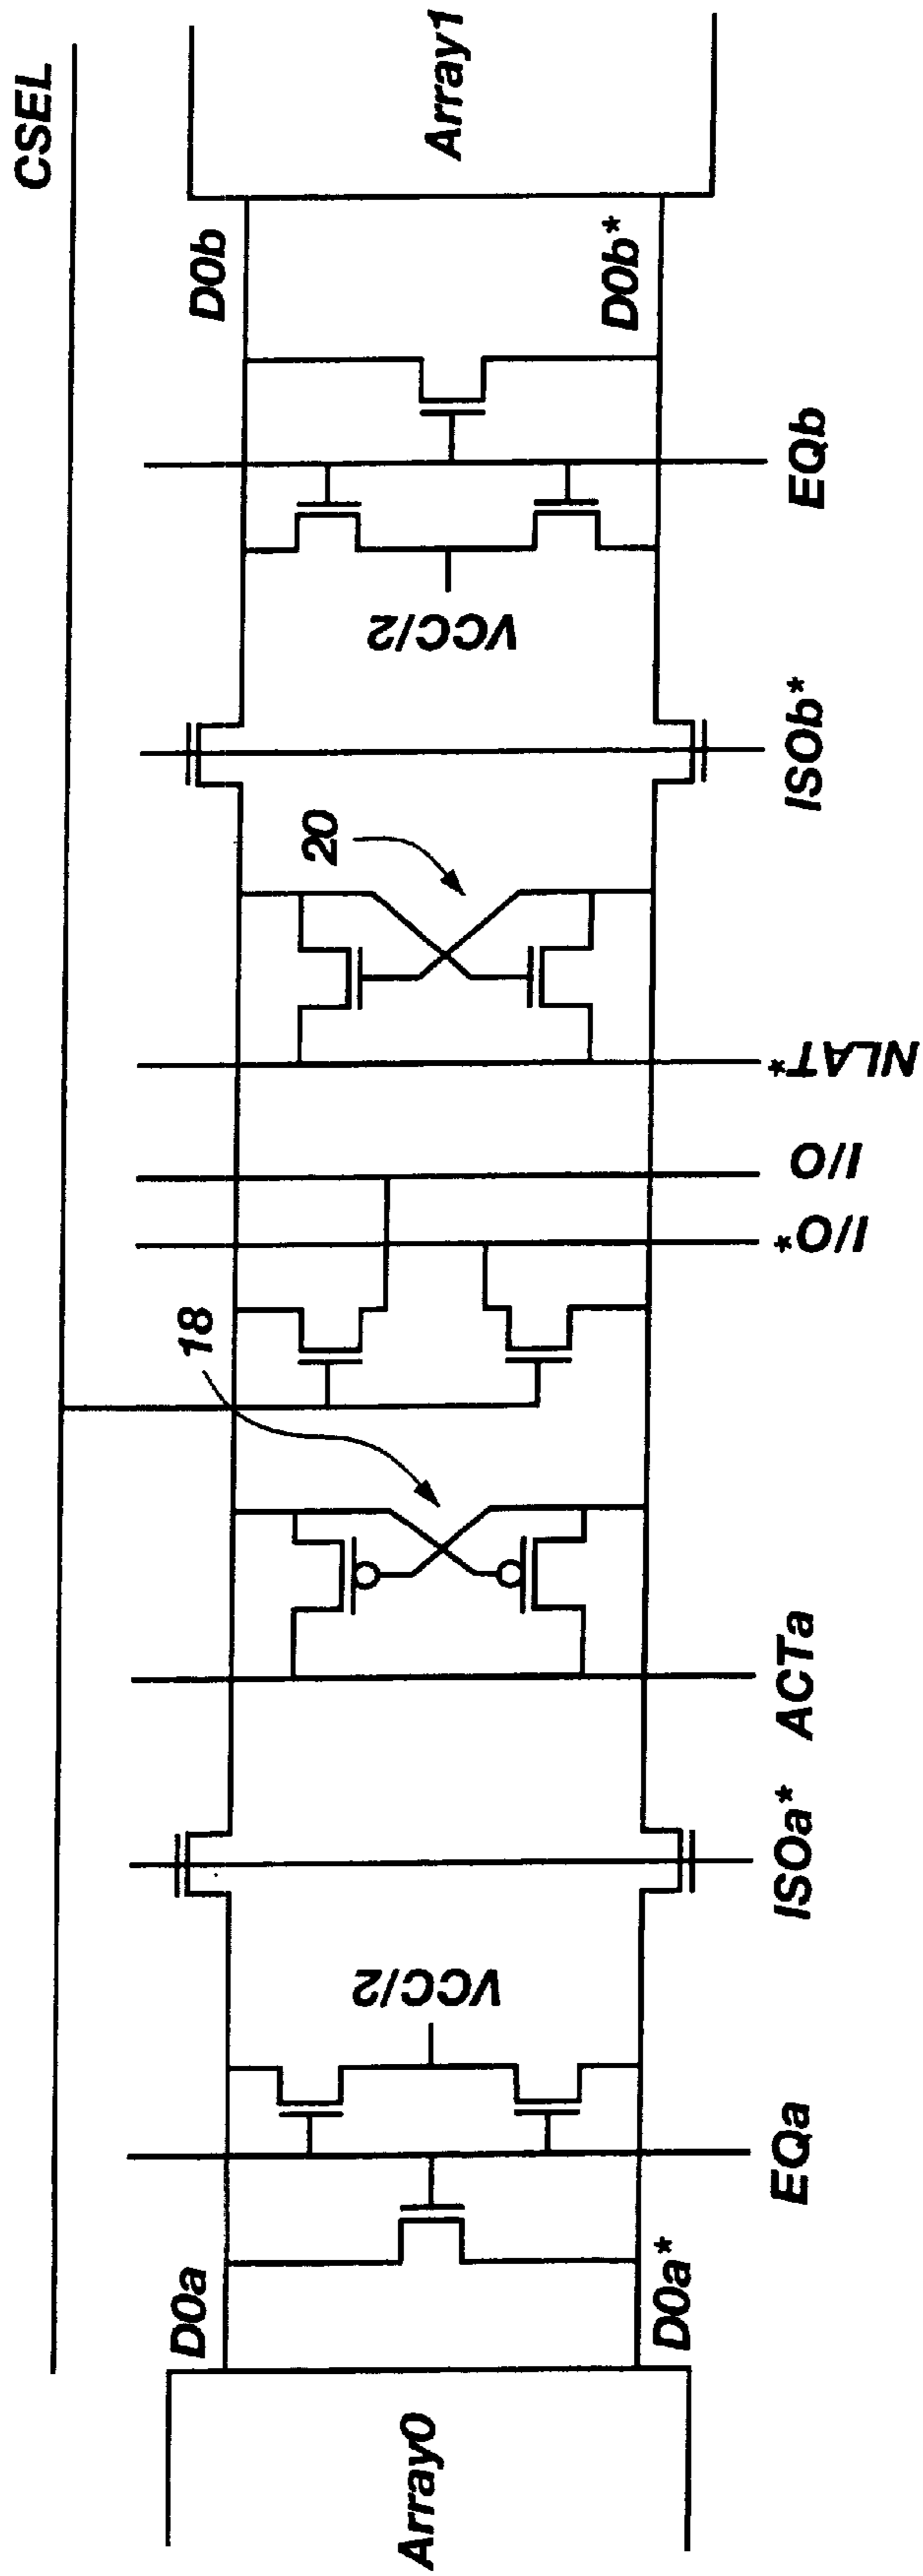 CSEL
Array0
D0a
D0a*
EQa
VCC/2
ISOa*
ACTa
18
I/O*
I/O
NLAT*
20
ISOb*
VCC/2
EQb
D0b
D0b*
Array1